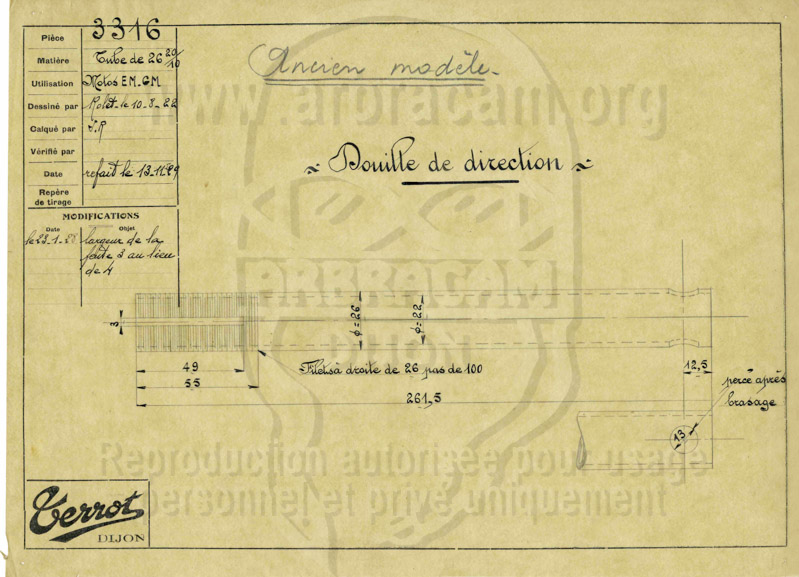 Pièce 3316
Matière Tube de 26 20/10
Utilisation Motos EM-GM
Dessiné par Rolet le 10-8-22
Calqué par J.R
Vérifié par
Date refait le 13-11-29
Repère de tirage
MODIFICATIONS
Date Objet
le 23-1- largeur de la
fente 3 au lieu
de 4
Ancien modèle.
www.arbracam.org
Douille de direction
ARBRACAM
DIJON
3
ϕ=26
ϕ=22
49
55
Filets à droite de 26 pas de 100
261,5
12,5
percé après
brasage
13
Reproduction autorisée pour usage
personnel et privé uniquement
Terrot
DIJON